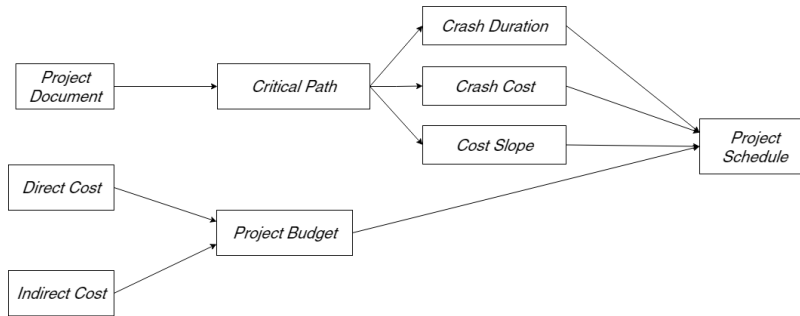 Project
Document
Critical Path
Crash Duration
Crash Cost
Cost Slope
Project
Schedule
Direct Cost
Project Budget
Indirect Cost